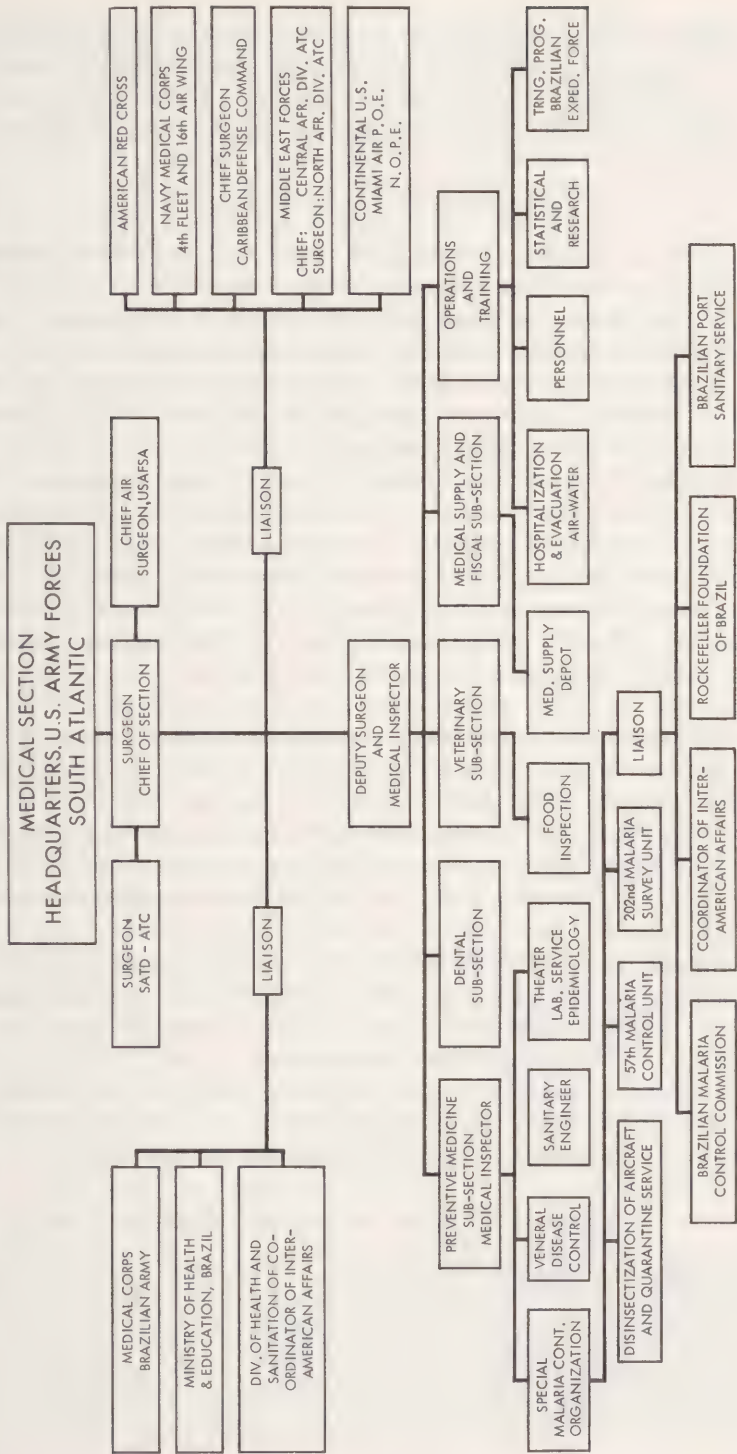 MEDICAL SECTION
HEADQUARTERS, U.S. ARMY FORCES
SOUTH ATLANTIC
SURGEON
SATD - ATC
SURGEON
CHIEF OF SECTION
CHIEF AIR
SURGEON, USAFSA
MEDICAL CORPS
BRAZILIAN ARMY
MINISTRY OF HEALTH
& EDUCATION, BRAZIL
DIV. OF HEALTH AND
SANITATION OF CO-
ORDINATOR OF INTER-
AMERICAN AFFAIRS
LIAISON
LIAISON
AMERICAN RED CROSS
NAVY MEDICAL CORPS
4th FLEET AND 16th AIR WING
CHIEF SURGEON
CARIBBEAN DEFENSE COMMAND
MIDDLE EAST FORCES
CHIEF: CENTRAL AFR. DIV. ATC
SURGEON: NORTH AFR. DIV. ATC
CONTINENTAL U.S.
MIAMI AIR P.O.E.
N.O.P.E.
DEPUTY SURGEON
AND
MEDICAL INSPECTOR
PREVENTIVE MEDICINE
SUB-SECTION
MEDICAL INSPECTOR
DENTAL
SUB-SECTION
VETERINARY
SUB-SECTION
MEDICAL SUPPLY AND
FISCAL SUB-SECTION
OPERATIONS
AND
TRAINING
SPECIAL
MALARIA CONT.
ORGANIZATION
VENERAL
DISEASE
CONTROL
SANITARY
ENGINEER
THEATER
LAB. SERVICE
EPIDEMIOLOGY
FOOD
INSPECTION
MED. SUPPLY
DEPOT
HOSPITALIZATION
& EVACUATION
AIR-WATER
PERSONNEL
STATISTICAL
AND
RESEARCH
TRNG. PROG.
BRAZILIAN
EXPED. FORCE
DISINSECTIZATION OF AIRCRAFT
AND QUARANTINE SERVICE
57th MALARIA
CONTROL UNIT
202nd MALARIA
SURVEY UNIT
LIAISON
BRAZILIAN MALARIA
CONTROL COMMISSION
COORDINATOR OF INTER-
AMERICAN AFFAIRS
ROCKEFELLER FOUNDATION
OF BRAZIL
BRAZILIAN PORT
SANITARY SERVICE